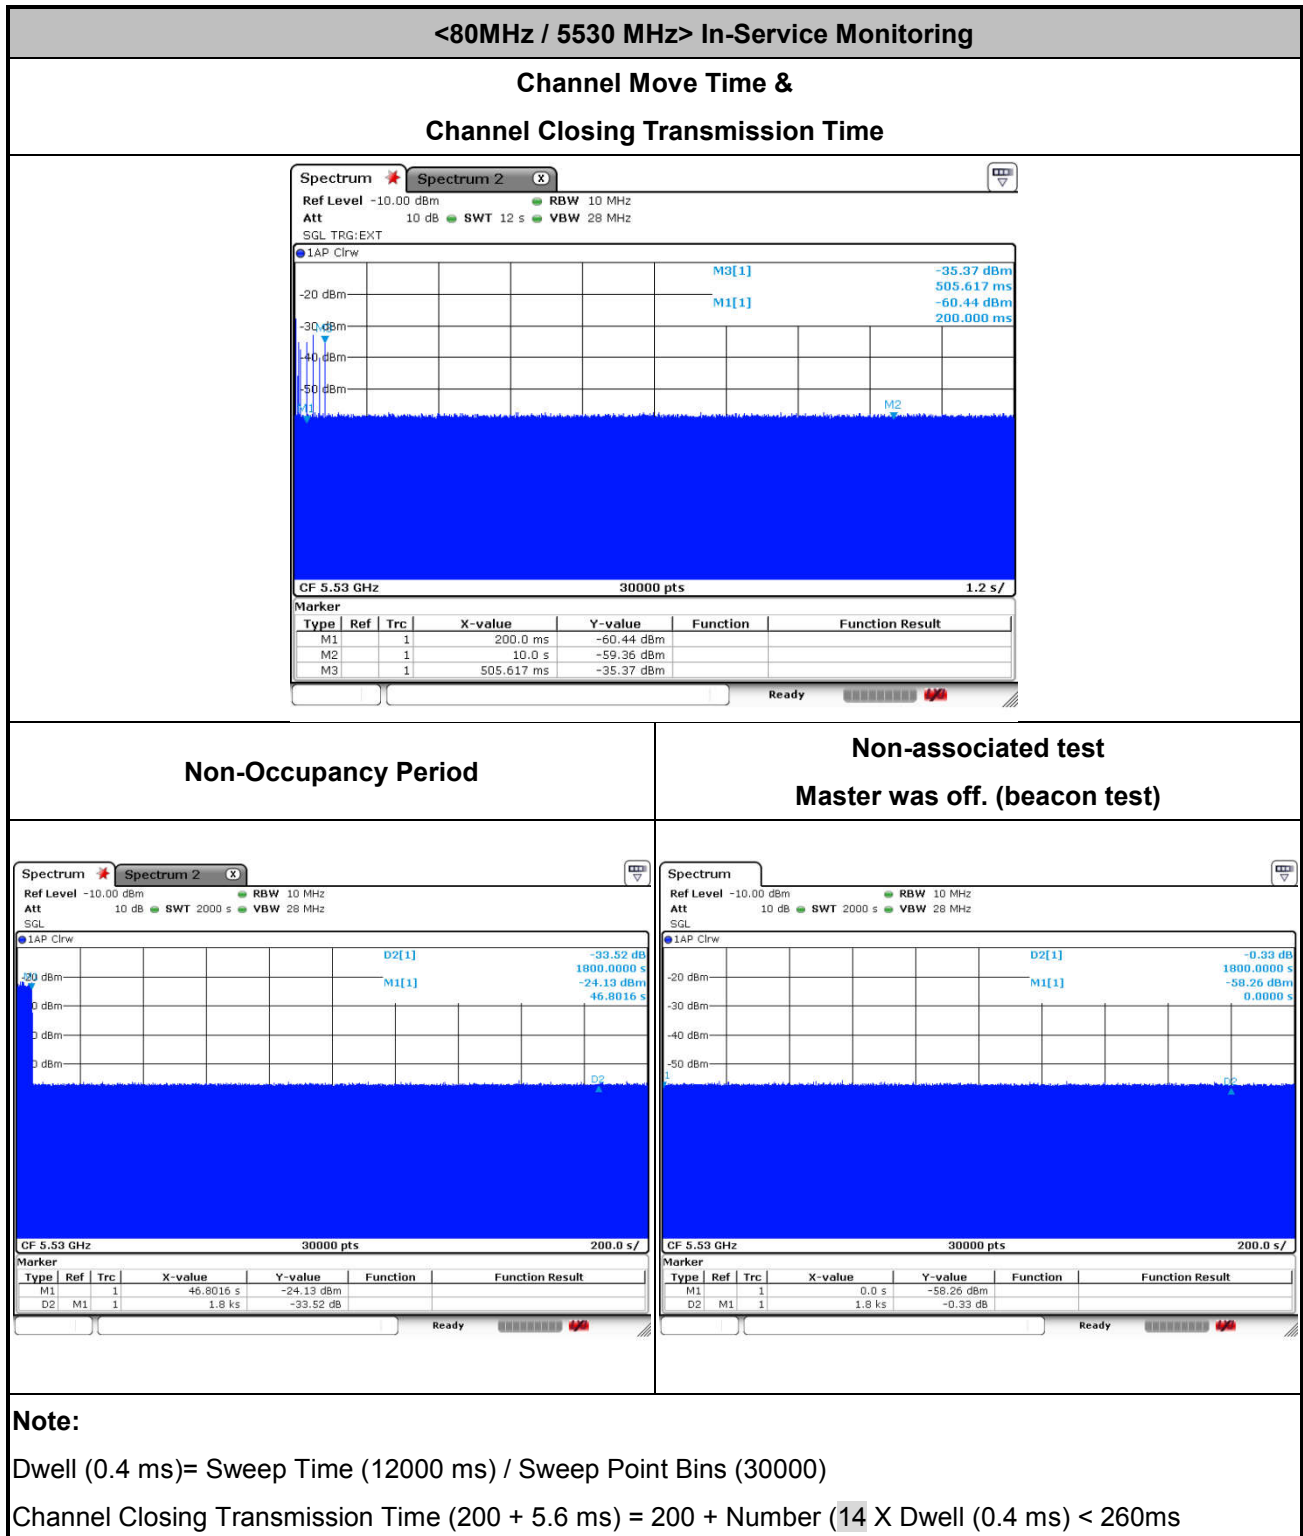 <80MHz / 5530 MHz> In-Service Monitoring
Channel Move Time &
Channel Closing Transmission Time
Spectrum Spectrum 2 X
Ref Level -10.00 dBm RBW 10 MHz
Att 10 dB SWT 12 s VBW 28 MHz
SGL TRG:EXT
1AP Clrw
M3[1] -35.37 dBm
505.617 ms
M1[1] -60.44 dBm
200.000 ms
-20 dBm
-30 dBm
-40 dBm
-50 dBm
M1
M2
CF 5.53 GHz 30000 pts 1.2 s/
Marker
Type Ref Trc X-value Y-value Function Function Result
M1 1 200.0 ms -60.44 dBm
M2 1 10.0 s -59.36 dBm
M3 1 505.617 ms -35.37 dBm
Ready
Non-Occupancy Period
Spectrum Spectrum 2 X
Ref Level -10.00 dBm RBW 10 MHz
Att 10 dB SWT 2000 s VBW 28 MHz
SGL
1AP Clrw
D2[1] -33.52 dB
1800.0000 s
M1[1] -24.13 dBm
46.8016 s
-20 dBm
0 dBm
0 dBm
0 dBm
D2
CF 5.53 GHz 30000 pts 200.0 s/
Marker
Type Ref Trc X-value Y-value Function Function Result
M1 1 46.8016 s -24.13 dBm
D2 M1 1 1.8 ks -33.52 dB
Ready
Non-associated test
Master was off. (beacon test)
Spectrum
Ref Level -10.00 dBm RBW 10 MHz
Att 10 dB SWT 2000 s VBW 28 MHz
SGL
1AP Clrw
D2[1] -0.33 dB
1800.0000 s
M1[1] -58.26 dBm
0.0000 s
-20 dBm
-30 dBm
-40 dBm
-50 dBm
1
D2
CF 5.53 GHz 30000 pts 200.0 s/
Marker
Type Ref Trc X-value Y-value Function Function Result
M1 1 0.0 s -58.26 dBm
D2 M1 1 1.8 ks -0.33 dB
Ready
Note:
Dwell (0.4 ms)= Sweep Time (12000 ms) / Sweep Point Bins (30000)
Channel Closing Transmission Time (200 + 5.6 ms) = 200 + Number (14 X Dwell (0.4 ms) < 260ms